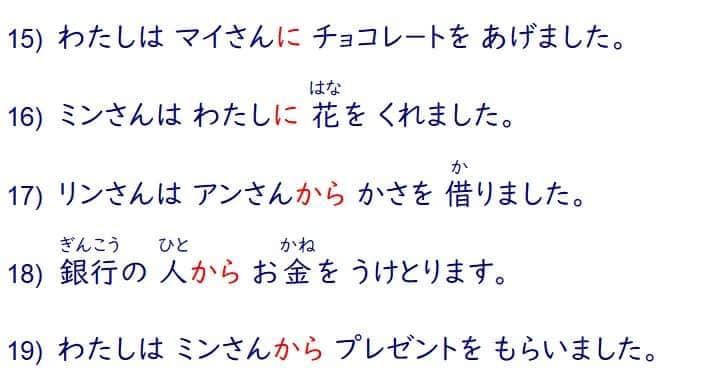 15) わたしは マイさんに チョコレートを あげました。
はな
16) ミンさんは わたしに 花を くれました。
か
17) リンさんは アンさんから かさを 借りました。
ぎんこう ひと かね
18) 銀行の 人から お金を うけとります。
19) わたしは ミンさんから プレゼントを もらいました。